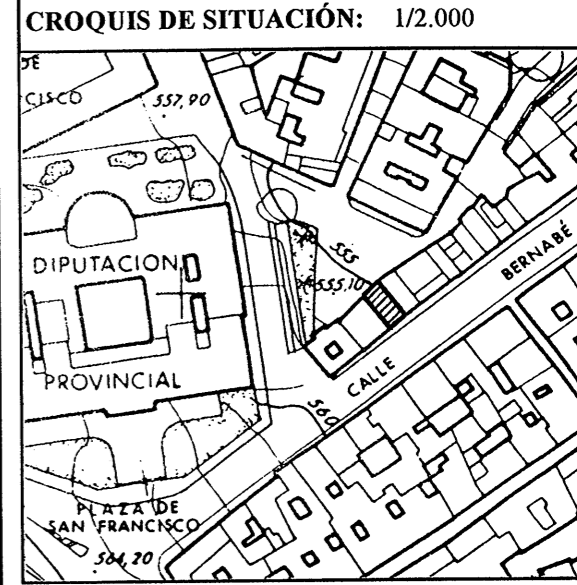 CROQUIS DE SITUACIÓN: 1/2.000
DE
CISCO
557,90
DIPUTACION
555
555,10
BERNABÉ
PROVINCIAL
CALLE
560
PLAZA DE
SAN FRANCISCO
564,20